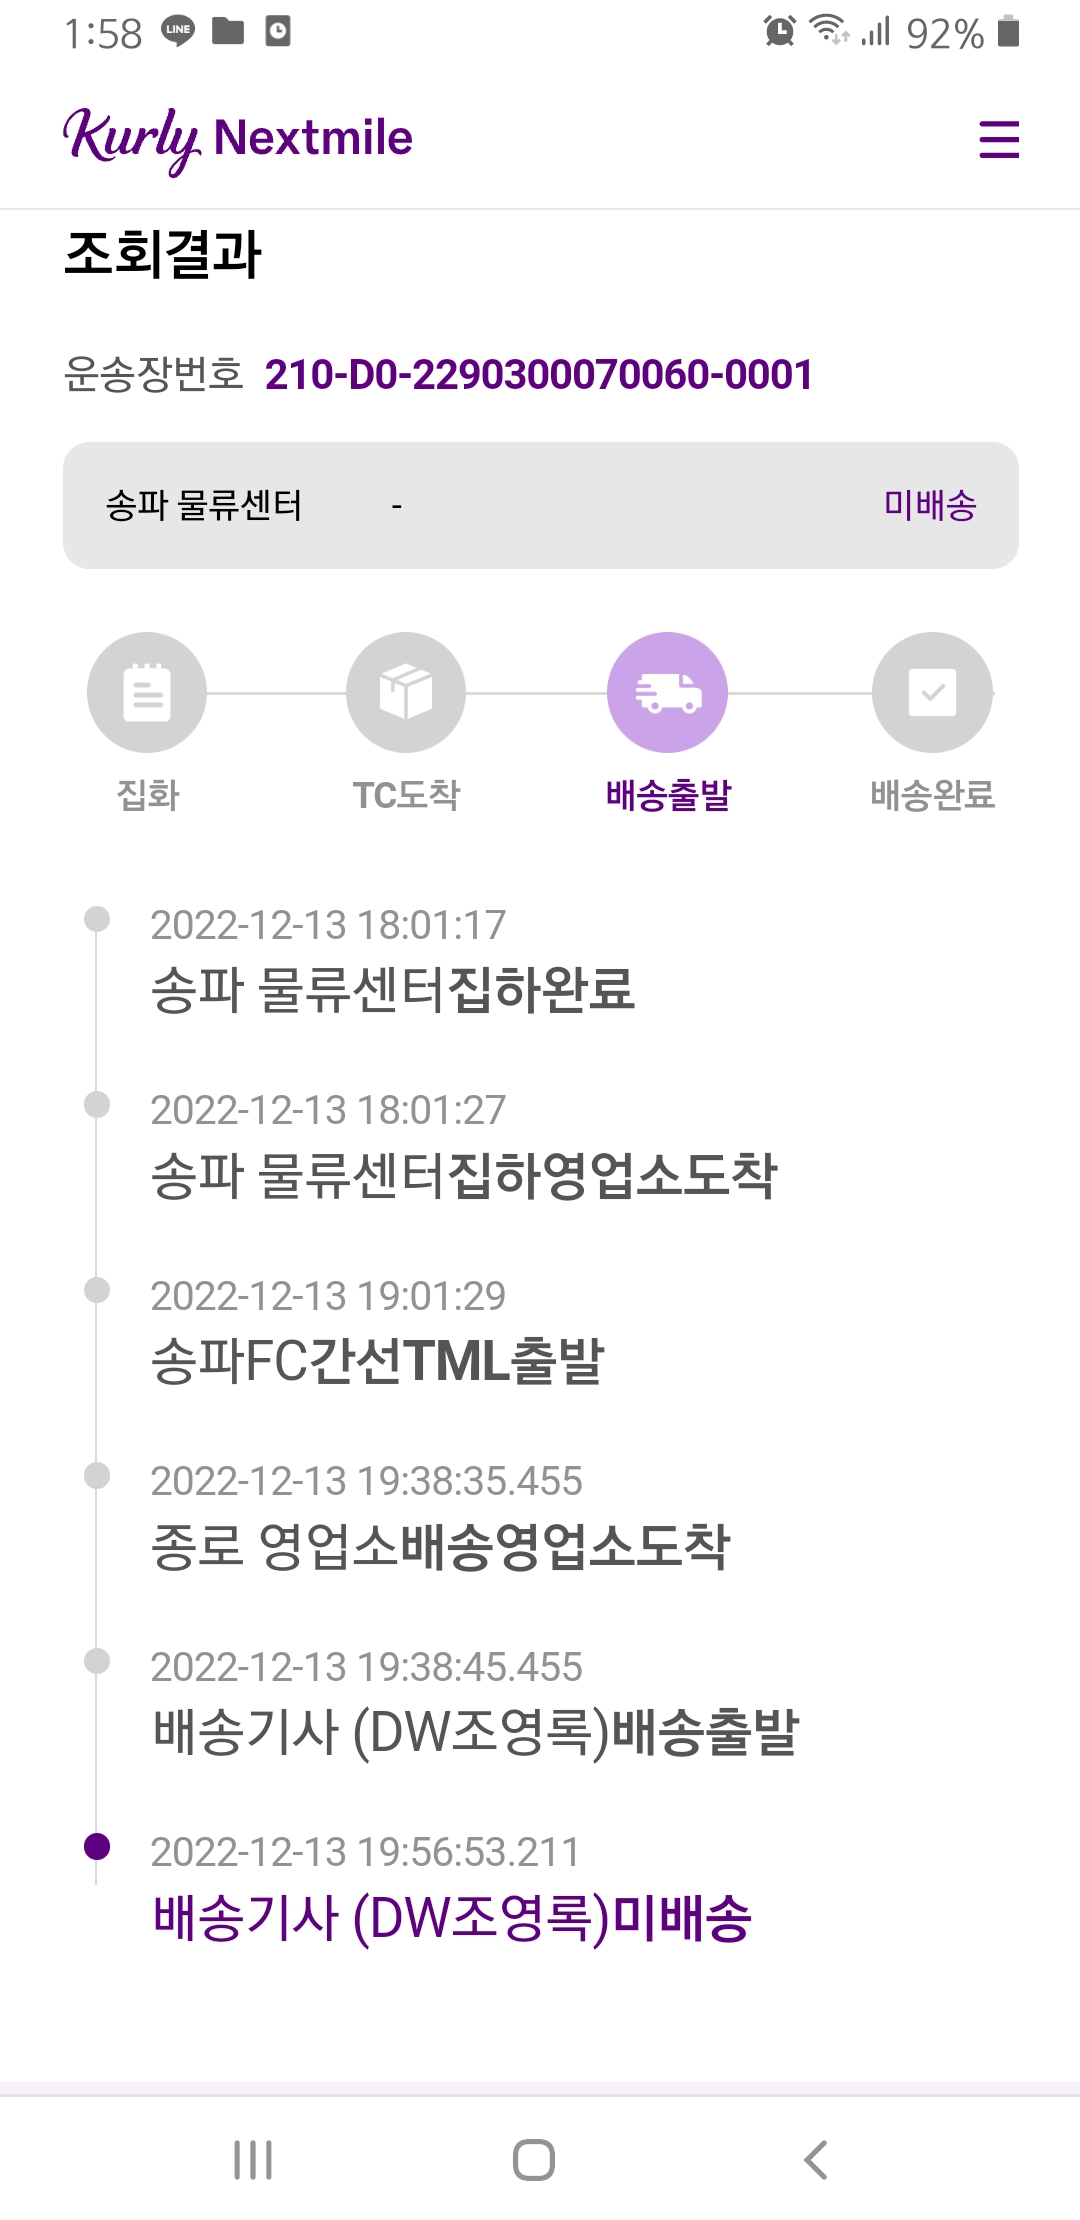 1:58 LINE 92%
Kurly Nextmile
조회결과
운송장번호 210-D0-2290300070060-0001
송파 물류센터 - 미배송
집화 TC도착 배송출발 배송완료
2022-12-13 18:01:17
송파 물류센터집하완료
2022-12-13 18:01:27
송파 물류센터집하영업소도착
2022-12-13 19:01:29
송파FC간선TML출발
2022-12-13 19:38:35.455
종로 영업소배송영업소도착
2022-12-13 19:38:45.455
배송기사 (DW조영록)배송출발
2022-12-13 19:56:53.211
배송기사 (DW조영록)미배송